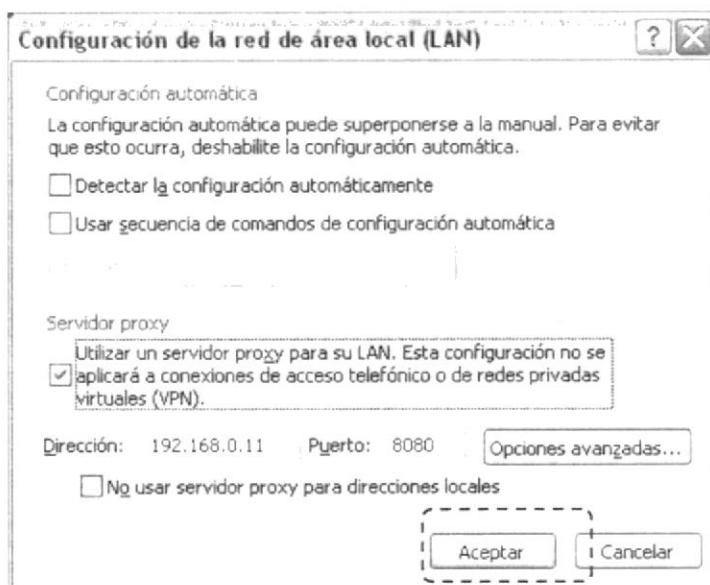 Configuración de la red de área local (LAN)
?
Configuración automática
La configuración automática puede superponerse a la manual. Para evitar
que esto ocurra, deshabilite la configuración automática.
Detectar la configuración automáticamente
Usar secuencia de comandos de configuración automática
Servidor proxy
Utilizar un servidor proxy para su LAN. Esta configuración no se
aplicará a conexiones de acceso telefónico o de redes privadas
virtuales (VPN).
Dirección: 192.168.0.11 Puerto: 8080 Opciones avanzadas...
No usar servidor proxy para direcciones locales
Aceptar Cancelar